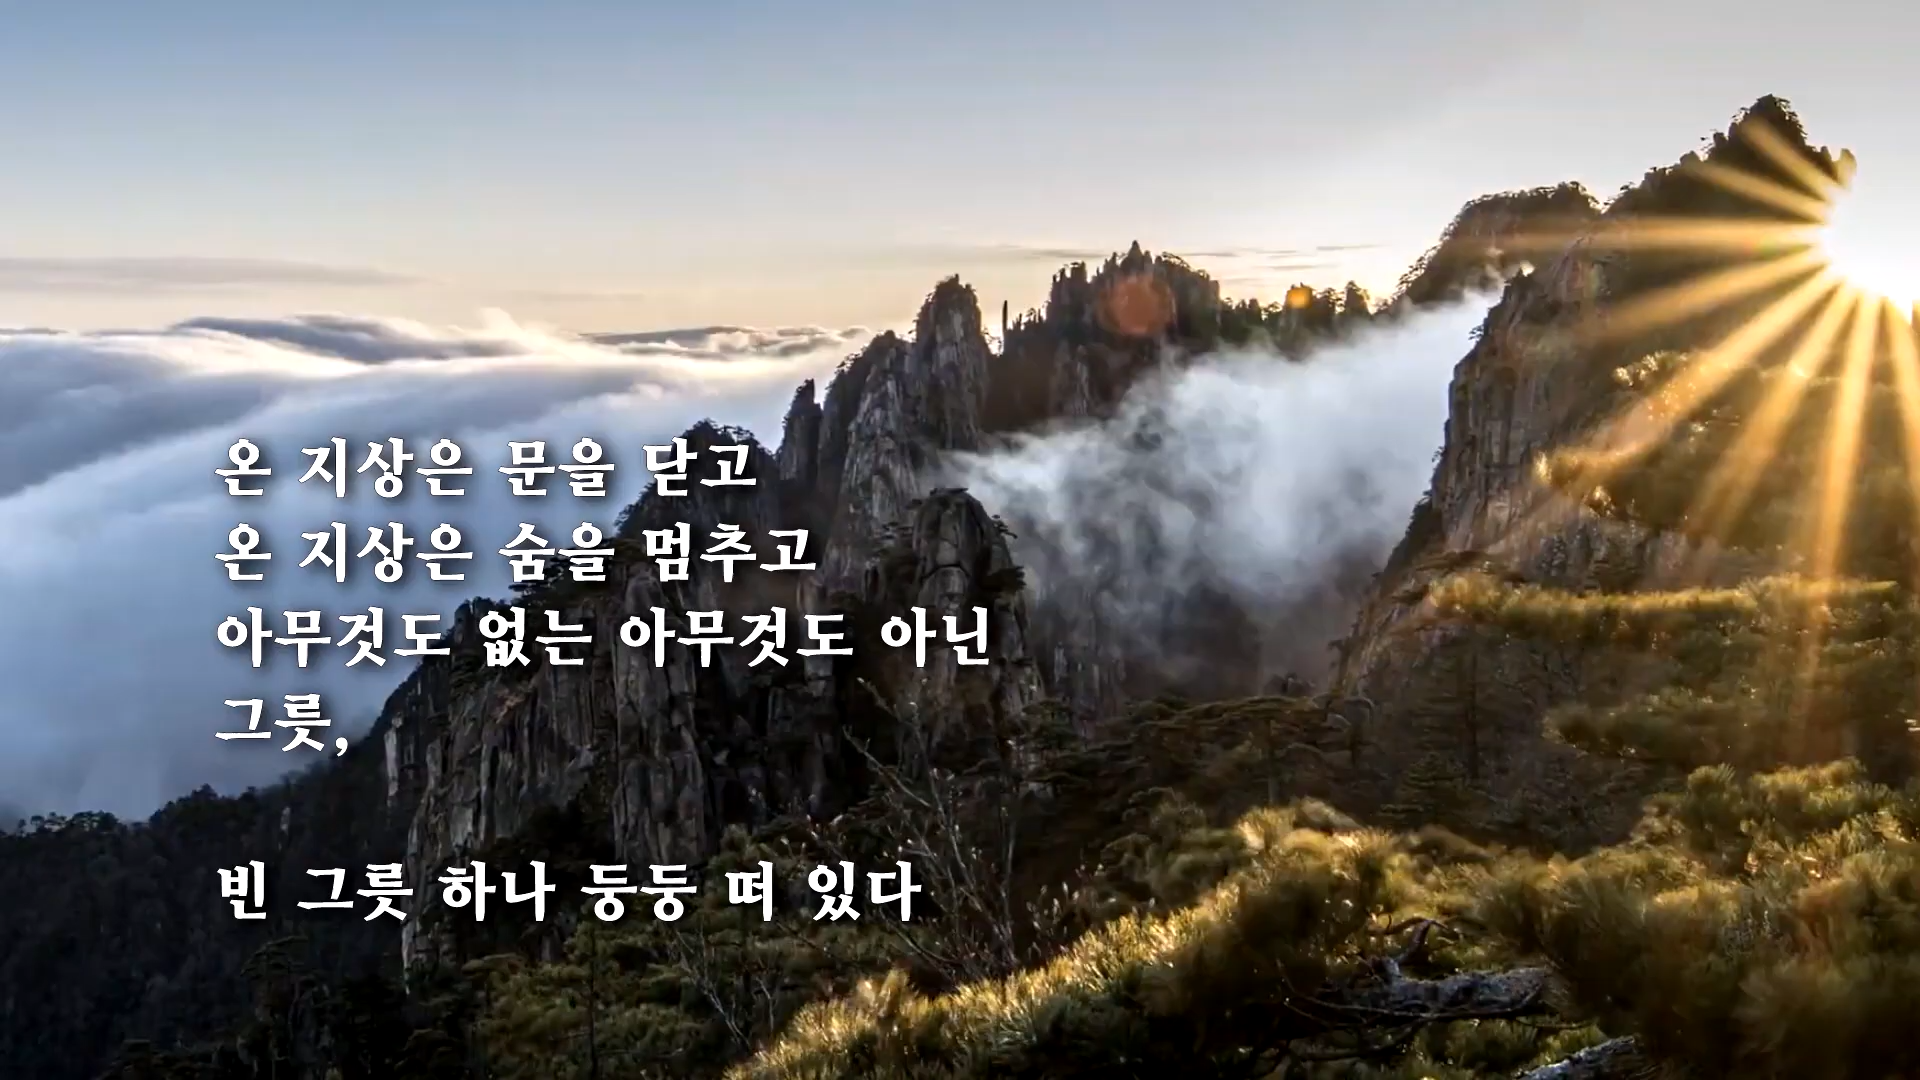 온 지상은 문을 닫고
온 지상은 숨을 멈추고
아무것도 없는 아무것도 아닌
그릇,
빈 그릇 하나 둥둥 떠 있다